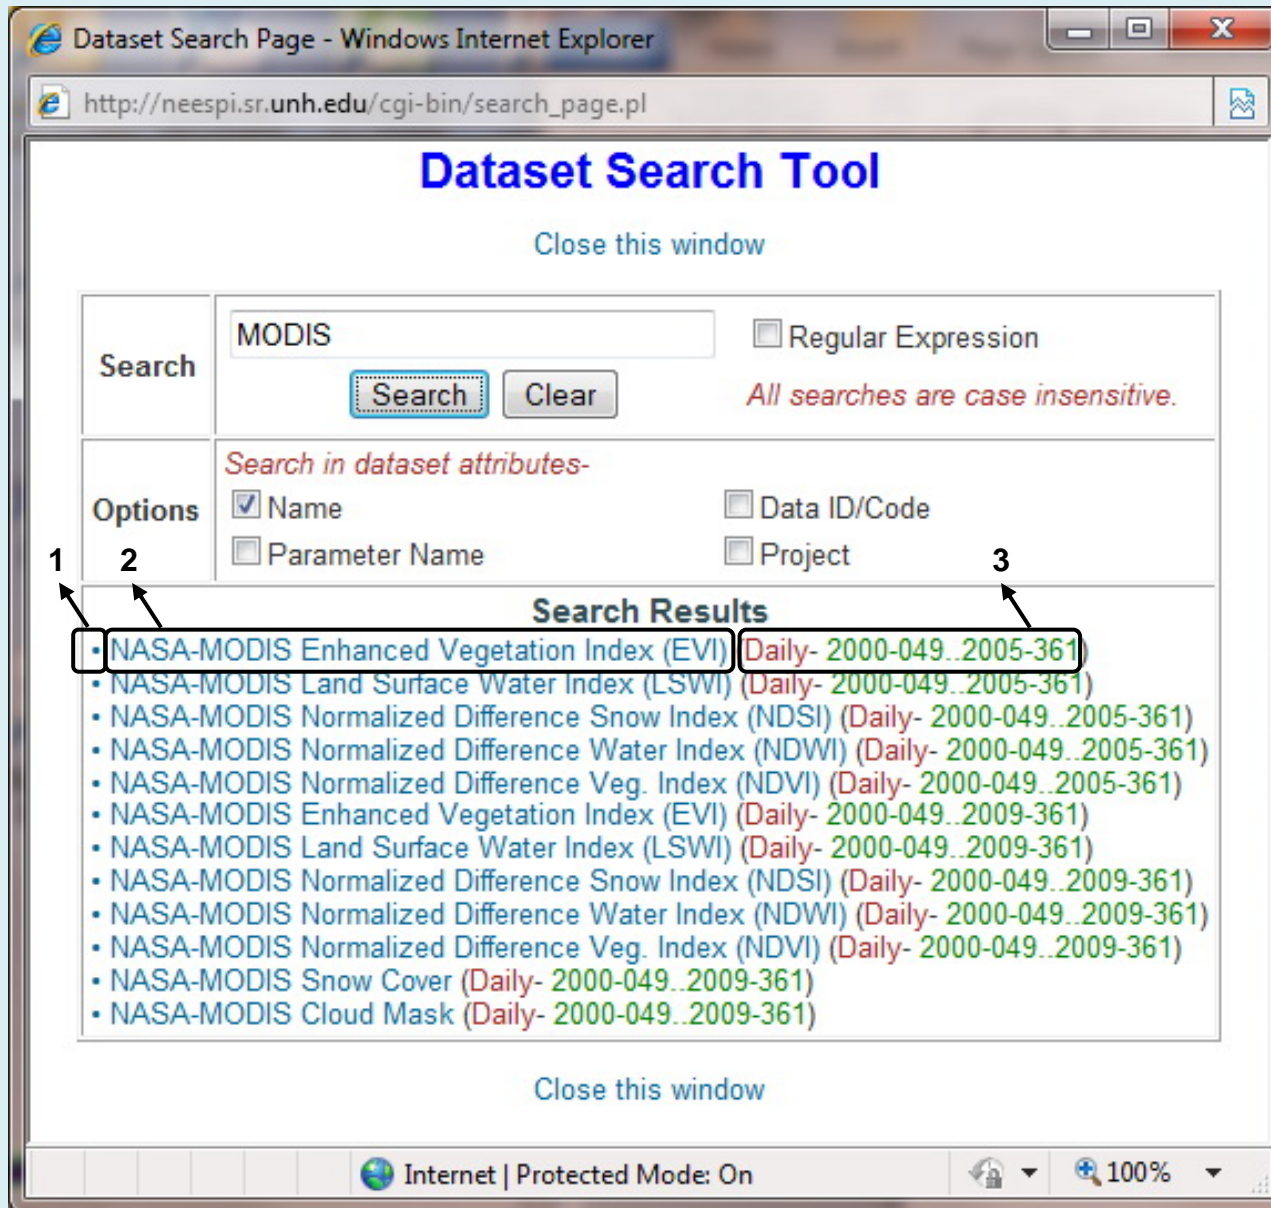 Dataset Search Page - Windows Internet Explorer
http://neespi.sr.unh.edu/cgi-bin/search_page.pl
Dataset Search Tool
Close this window
Search
MODIS
Regular Expression
Search Clear
All searches are case insensitive.
Options
Search in dataset attributes-
Name
Data ID/Code
Parameter Name
Project
1 2 3
Search Results
• NASA-MODIS Enhanced Vegetation Index (EVI) (Daily- 2000-049..2005-361)
• NASA-MODIS Land Surface Water Index (LSWI) (Daily- 2000-049..2005-361)
• NASA-MODIS Normalized Difference Snow Index (NDSI) (Daily- 2000-049..2005-361)
• NASA-MODIS Normalized Difference Water Index (NDWI) (Daily- 2000-049..2005-361)
• NASA-MODIS Normalized Difference Veg. Index (NDVI) (Daily- 2000-049..2005-361)
• NASA-MODIS Enhanced Vegetation Index (EVI) (Daily- 2000-049..2009-361)
• NASA-MODIS Land Surface Water Index (LSWI) (Daily- 2000-049..2009-361)
• NASA-MODIS Normalized Difference Snow Index (NDSI) (Daily- 2000-049..2009-361)
• NASA-MODIS Normalized Difference Water Index (NDWI) (Daily- 2000-049..2009-361)
• NASA-MODIS Normalized Difference Veg. Index (NDVI) (Daily- 2000-049..2009-361)
• NASA-MODIS Snow Cover (Daily- 2000-049..2009-361)
• NASA-MODIS Cloud Mask (Daily- 2000-049..2009-361)
Close this window
Internet | Protected Mode: On
100%